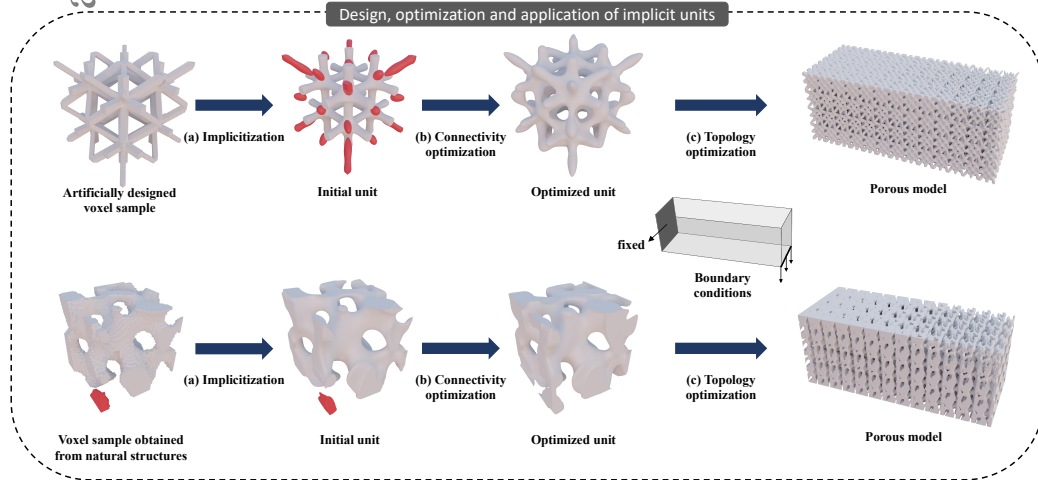 Design, optimization and application of implicit units
(a) Implicitization
(b) Connectivity
optimization
(c) Topology
optimization
Artificially designed
voxel sample
Initial unit
Optimized unit
Porous model
fixed
Boundary
conditions
(a) Implicitization
(b) Connectivity
optimization
(c) Topology
optimization
Voxel sample obtained
from natural structures
Initial unit
Optimized unit
Porous model